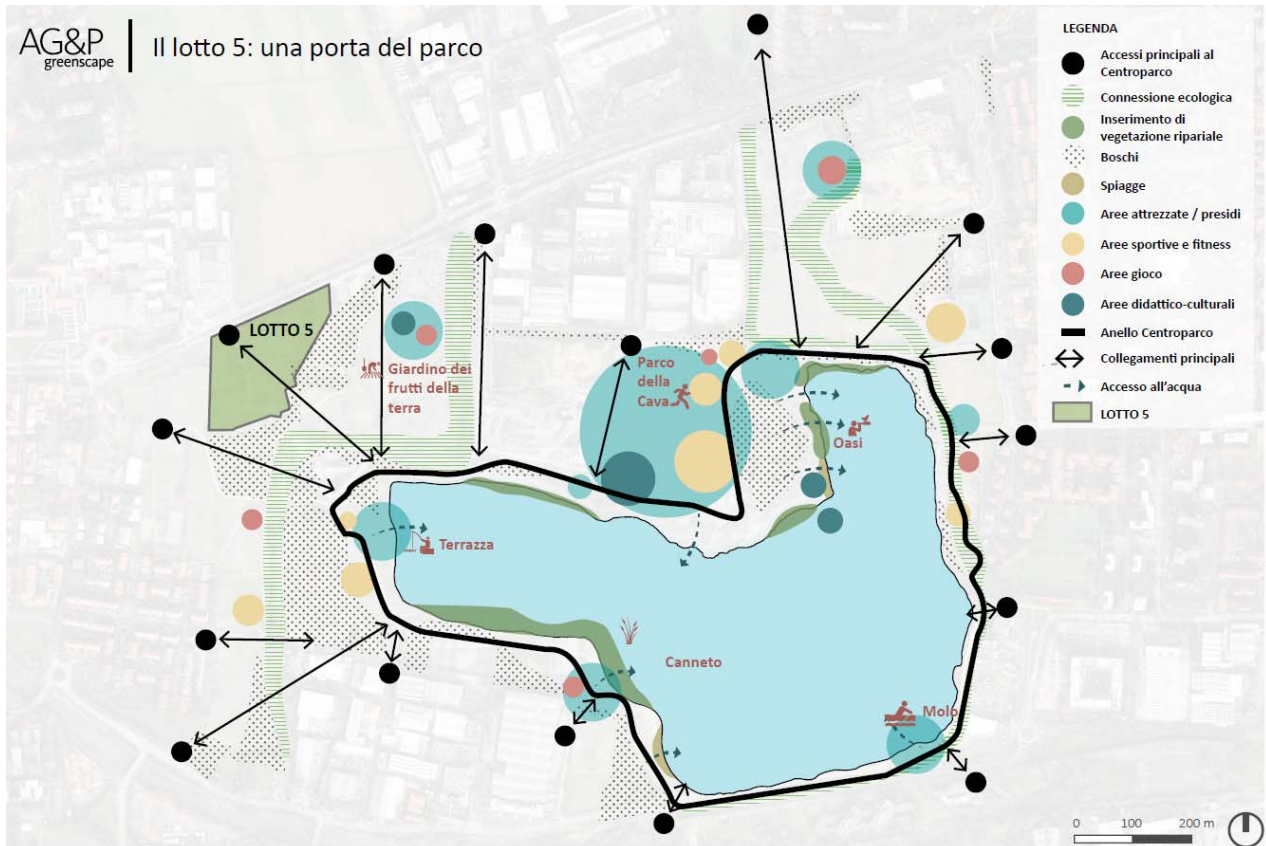 AG&P
greenscape
Il lotto 5: una porta del parco
LEGENDA
Accessi principali al
Centroparco
Connessione ecologica
Inserimento di
vegetazione ripariale
Boschi
Spiagge
Aree attrezzate / presidi
Aree sportive e fitness
Aree gioco
Aree didattico-culturali
Anello Centroparco
Collegamenti principali
Accesso all'acqua
LOTTO 5
LOTTO 5
Giardino dei
frutti della
terra
Parco
della
Cava
Oasi
Terrazza
Canneto
Molo
0 100 200 m